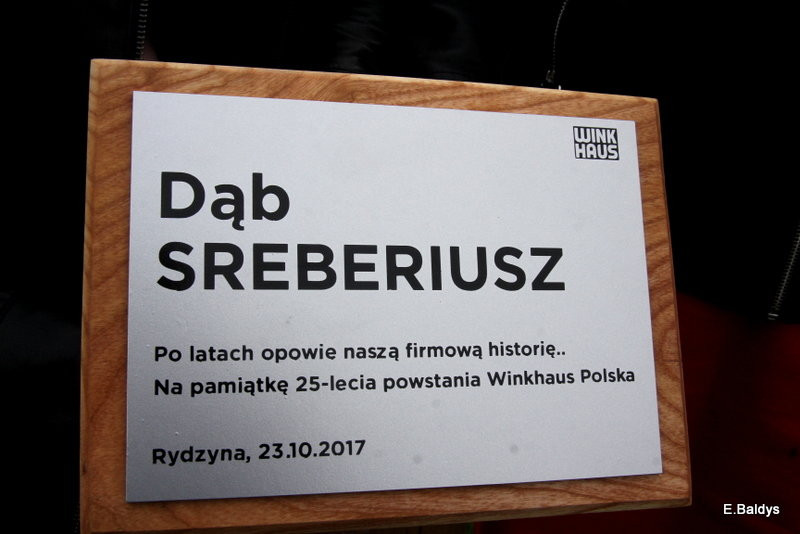 WINK
HAUS
Dąb
SREBERIUSZ
Po latach opowie naszą firmową historię..
Na pamiątkę 25-lecia powstania Winkhaus Polska
Rydzyna, 23.10.2017
E.Baldys